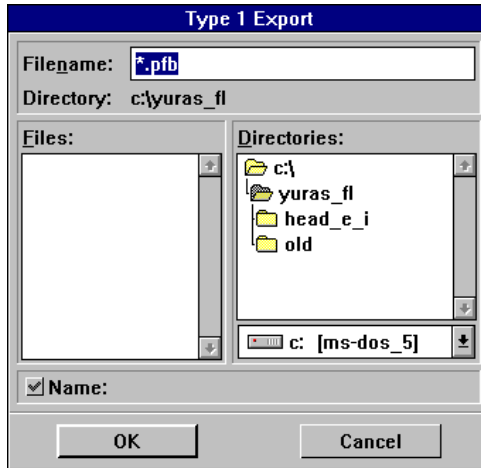 Type 1 Export
Filename: *.pfb
Directory: c:\yuras_fl
Files:
Directories:
c:\
yuras_fl
head_e_i
old
c: [ms-dos_5]
Name:
OK Cancel